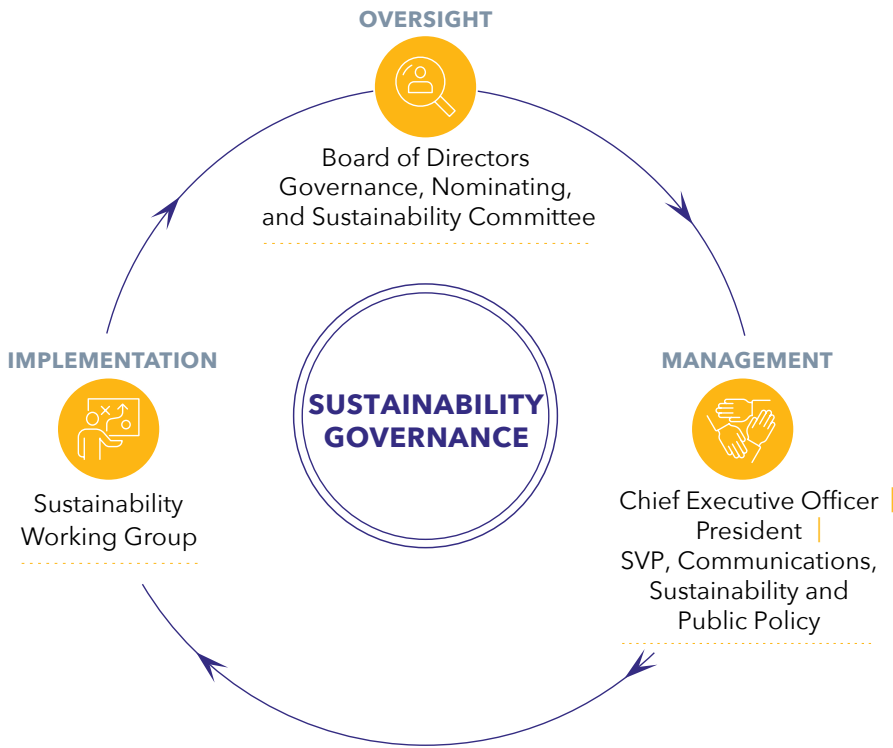 OVERSIGHT
Board of Directors
Governance, Nominating,
and Sustainability Committee
IMPLEMENTATION
Sustainability
Working Group
SUSTAINABILITY
GOVERNANCE
MANAGEMENT
Chief Executive Officer |
President |
SVP, Communications,
Sustainability and
Public Policy